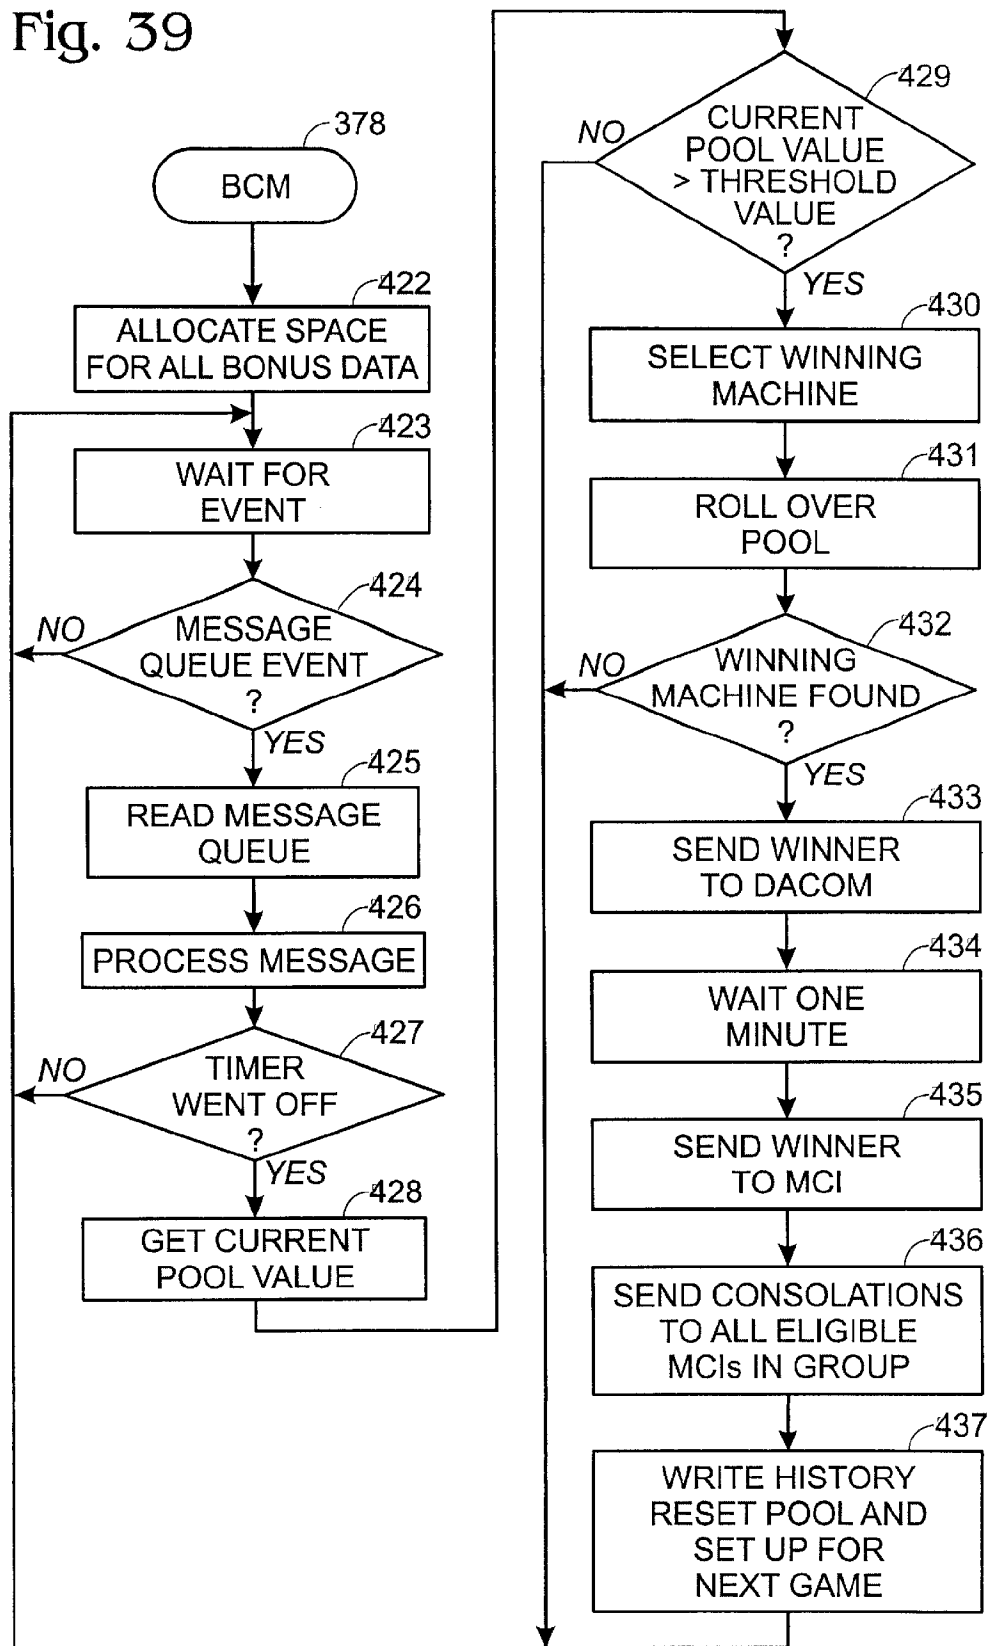 Fig. 39
378
BCM
422
ALLOCATE SPACE
FOR ALL BONUS DATA
423
WAIT FOR
EVENT
424
NO
MESSAGE
QUEUE EVENT
?
YES
425
READ MESSAGE
QUEUE
426
PROCESS MESSAGE
427
NO
TIMER
WENT OFF
?
YES
428
GET CURRENT
POOL VALUE
429
NO
CURRENT
POOL VALUE
> THRESHOLD
VALUE
?
YES
430
SELECT WINNING
MACHINE
431
ROLL OVER
POOL
432
NO
WINNING
MACHINE FOUND
?
YES
433
SEND WINNER
TO DACOM
434
WAIT ONE
MINUTE
435
SEND WINNER
TO MCI
436
SEND CONSOLATIONS
TO ALL ELIGIBLE
MCIs IN GROUP
437
WRITE HISTORY
RESET POOL AND
SET UP FOR
NEXT GAME